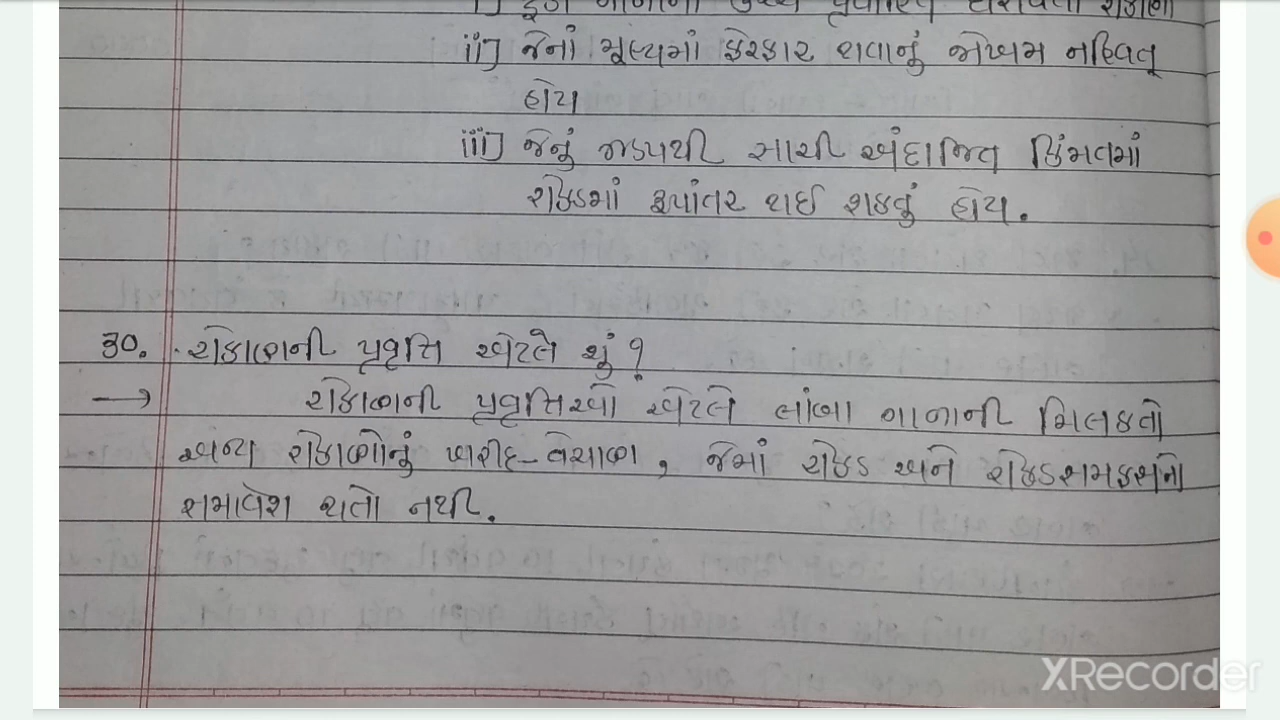 i) ટૂંકા ગાળાના
ii) જેનાં મૂલ્યમાં ફેરફાર થવાનું જોખમ નહિવત્
હોય
iii) જેનું ઝડપથી સાચી અંદાજિત કિંમતમાં
રોકડમાં રૂપાંતર થઈ શકતું હોય.
30. રોકાણની પ્રવૃત્તિ એટલે શું?
→ રોકાણની પ્રવૃત્તિઓ એટલે લાંબા ગાળાની મિલકતો
અન્ય રોકાણોનું ખરીદ-વેચાણ, જેમાં રોકડ અને રોકડસમકક્ષનો
સમાવેશ થતો નથી.
XRecorder